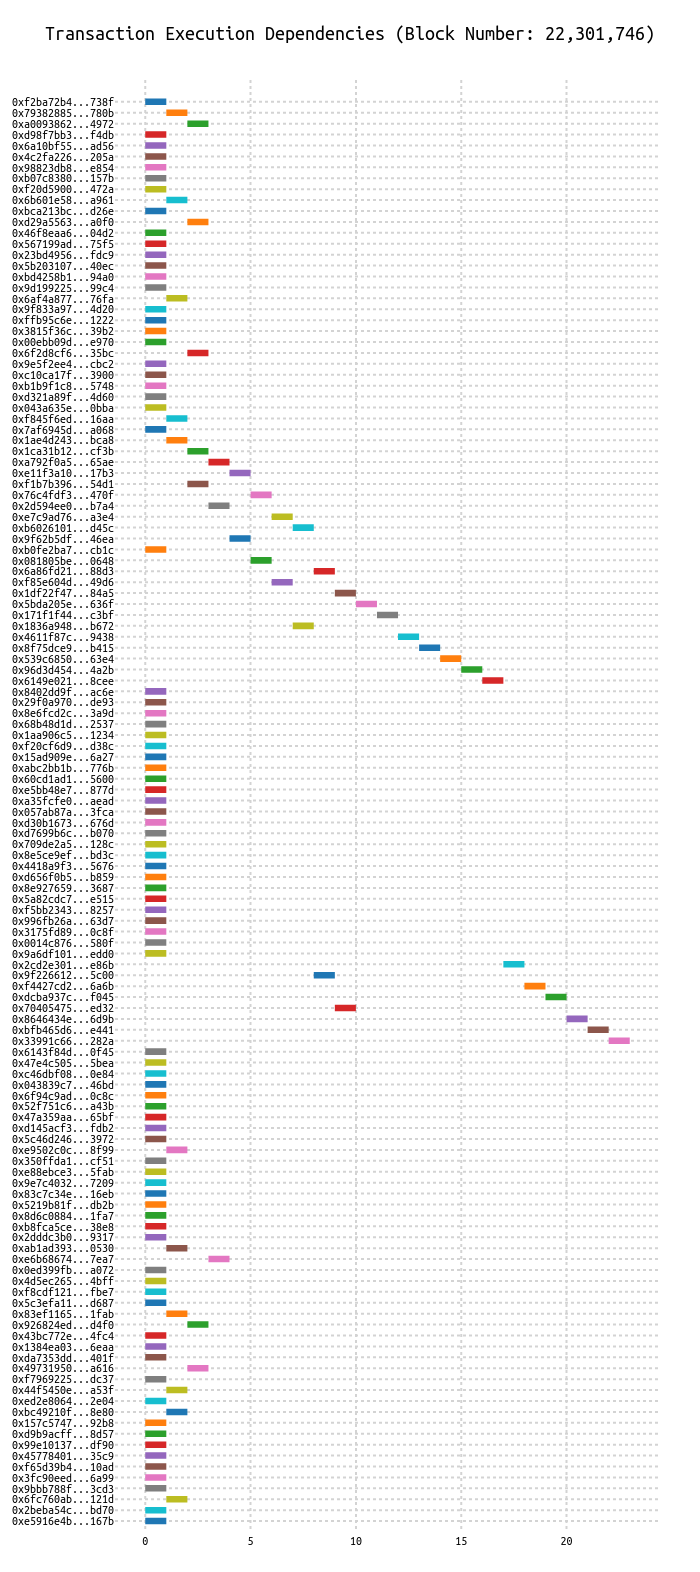 Transaction Execution Dependencies (Block Number: 22,301,746)
0xf2ba72b4...738f
0x79382885...780b
0xa0093862...4972
0xd98f7bb3...f4db
0x6a10bf55...ad56
0x4c2fa226...205a
0x98823db8...e854
0xb07c8380...157b
0xf20d5900...472a
0x6b601e58...a961
0xbca213bc...d26e
0xd29a5563...a0f0
0x46f8eaa6...04d2
0x567199ad...75f5
0x23bd4956...fdc9
0x5b203107...40ec
0xbd4258b1...94a0
0x9d199225...99c4
0x6af4a877...76fa
0x9f833a97...4d20
0xffb95c6e...1222
0x3815f36c...39b2
0x00ebb09d...e970
0x6f2d8cf6...35bc
0x9e5f2ee4...cbc2
0xc10ca17f...3900
0xb1b9f1c8...5748
0xd321a89f...4d60
0x043a635e...0bba
0xf845f6ed...16aa
0x7af6945d...a068
0x1ae4d243...bca8
0x1ca31b12...cf3b
0xa792f0a5...65ae
0xe11f3a10...17b3
0xf1b7b396...54d1
0x76c4fdf3...470f
0x2d594ee0...b7a4
0xe7c9ad76...a3e4
0xb6026101...d45c
0x9f62b5df...46ea
0xb0fe2ba7...cb1c
0x081805be...0648
0x6a86fd21...88d3
0xf85e604d...49d6
0x1df22f47...84a5
0x5bda205e...636f
0x171f1f44...c3bf
0x1836a948...b672
0x4611f87c...9438
0x8f75dce9...b415
0x539c6850...63e4
0x96d3d454...4a2b
0x6149e021...8cee
0x8402dd9f...ac6e
0x29f0a970...de93
0x8e6fcd2c...3a9d
0x68b48d1d...2537
0x1aa906c5...1234
0xf20cf6d9...d38c
0x15ad909e...6a27
0xabc2bb1b...776b
0x60cd1ad1...5600
0xe5bb48e7...877d
0xa35fcfe0...aead
0x057ab87a...3fca
0xd30b1673...676d
0xd7699b6c...b070
0x709de2a5...128c
0x8e5ce9ef...bd3c
0x4418a9f3...5676
0xd656f0b5...b859
0x8e927659...3687
0x5a82cdc7...e515
0xf5bb2343...8257
0x996fb26a...63d7
0x3175fd89...0c8f
0x0014c876...580f
0x9a6df101...edd0
0x2cd2e301...e86b
0x9f226612...5c00
0xf4427cd2...6a6b
0xdcba937c...f045
0x70405475...ed32
0x8646434e...6d9b
0xbfb465d6...e441
0x33991c66...282a
0x6143f84d...0f45
0x47e4c505...5bea
0xc46dbf08...0e84
0x043839c7...46bd
0x6f94c9ad...0c8c
0x52f751c6...a43b
0x47a359aa...65bf
0xd145acf3...fdb2
0x5c46d246...3972
0xe9502c0c...8f99
0x350ffda1...cf51
0xe88ebce3...5fab
0x9e7c4032...7209
0x83c7c34e...16eb
0x5219b81f...db2b
0x8d6c0884...1fa7
0xb8fca5ce...38e8
0x2dddc3b0...9317
0xab1ad393...0530
0xe6b68674...7ea7
0x0ed399fb...a072
0x4d5ec265...4bff
0xf8cdf121...fbe7
0x5c3efa11...d687
0x83ef1165...1fab
0x926824ed...d4f0
0x43bc772e...4fc4
0x1384ea03...6eaa
0xda7353dd...401f
0x49731950...a616
0xf7969225...dc37
0x44f5450e...a53f
0xed2e8064...2e04
0xbc49210f...8e80
0x157c5747...92b8
0xd9b9acff...8d57
0x99e10137...df90
0x45778401...35c9
0xf65d39b4...10ad
0x3fc90eed...6a99
0x9bbb788f...3cd3
0x6fc760ab...121d
0x2beba54c...bd70
0xe5916e4b...167b
0 5 10 15 20